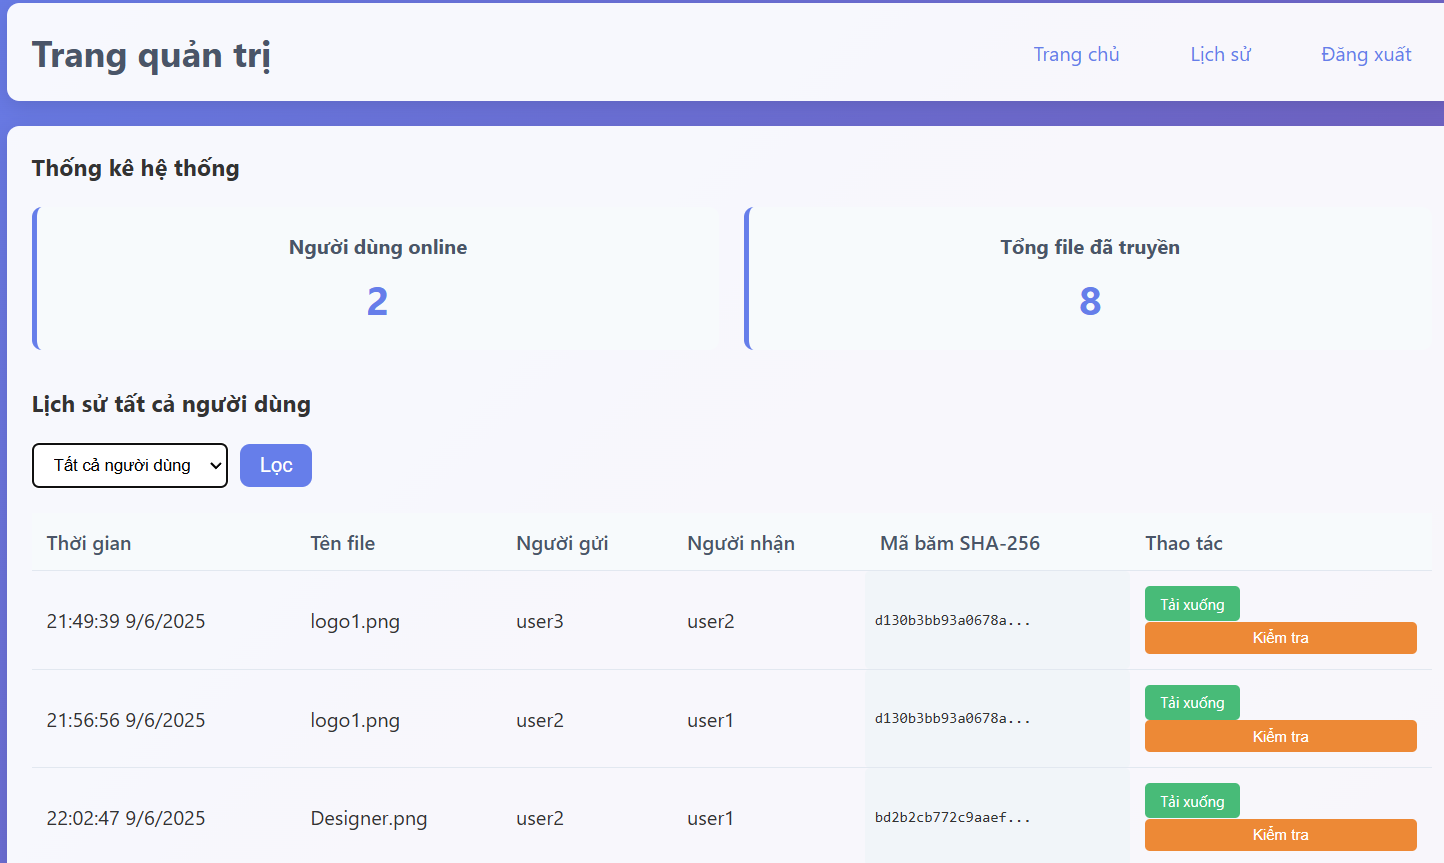 Trang quản trị
Trang chủ Lịch sử Đăng xuất
Thống kê hệ thống
Người dùng online
2
Tổng file đã truyền
8
Lịch sử tất cả người dùng
Tất cả người dùng Lọc
Thời gian Tên file Người gửi Người nhận Mã băm SHA-256 Thao tác
21:49:39 9/6/2025 logo1.png user3 user2 d130b3bb93a0678a... Tải xuống
Kiểm tra
21:56:56 9/6/2025 logo1.png user2 user1 d130b3bb93a0678a... Tải xuống
Kiểm tra
22:02:47 9/6/2025 Designer.png user2 user1 bd2b2cb772c9aaef... Tải xuống
Kiểm tra